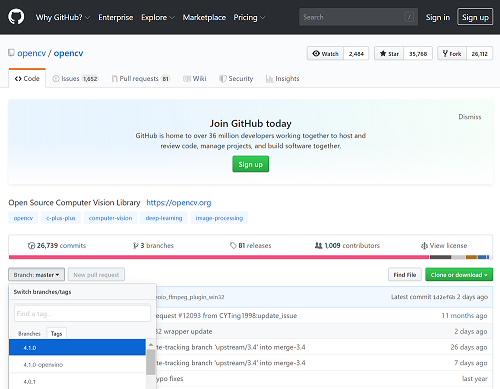 Why GitHub? Enterprise Explore Marketplace Pricing Search / Sign in Sign up
opencv / opencv Watch 2,484 Star 35,768 Fork 26,112
Code Issues 1,652 Pull requests 81 Wiki Security Insights
Join GitHub today
Dismiss
GitHub is home to over 36 million developers working together to host and
review code, manage projects, and build software together.
Sign up
Open Source Computer Vision Library https://opencv.org
opencv c-plus-plus computer-vision deep-learning image-processing
26,739 commits 3 branches 81 releases 1,009 contributors View license
Branch: master New pull request Find File Clone or download
Switch branches/tags
Latest commit 2 days ago
Find a tag...
equest #12093 from CYTing1998:update_issue 11 months ago
Branches Tags
32 wrapper update 2 days ago
4.1.0
te-tracking branch 'upstream/3.4' into merge-3.4 26 days ago
4.1.0-openvino
te-tracking branch 'upstream/3.4' into merge-3.4 7 days ago
4.0.1
ypo fixes last year